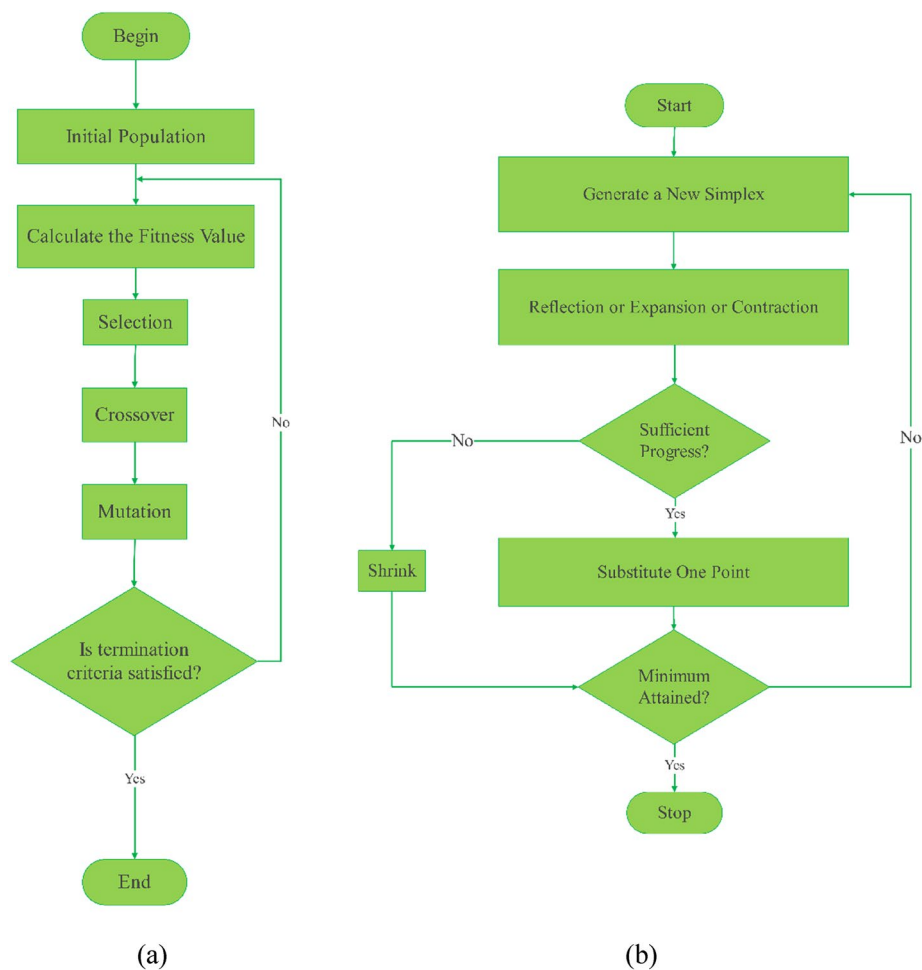 Begin
Initial Population
Calculate the Fitness Value
Selection
Crossover
No
Mutation
Is termination
criteria satisfied?
Yes
End
(a)
Start
Generate a New Simplex
Reflection or Expansion or Contraction
Sufficient
Progress?
No
No
Yes
Shrink
Substitute One Point
Minimum
Attained?
Yes
Stop
(b)